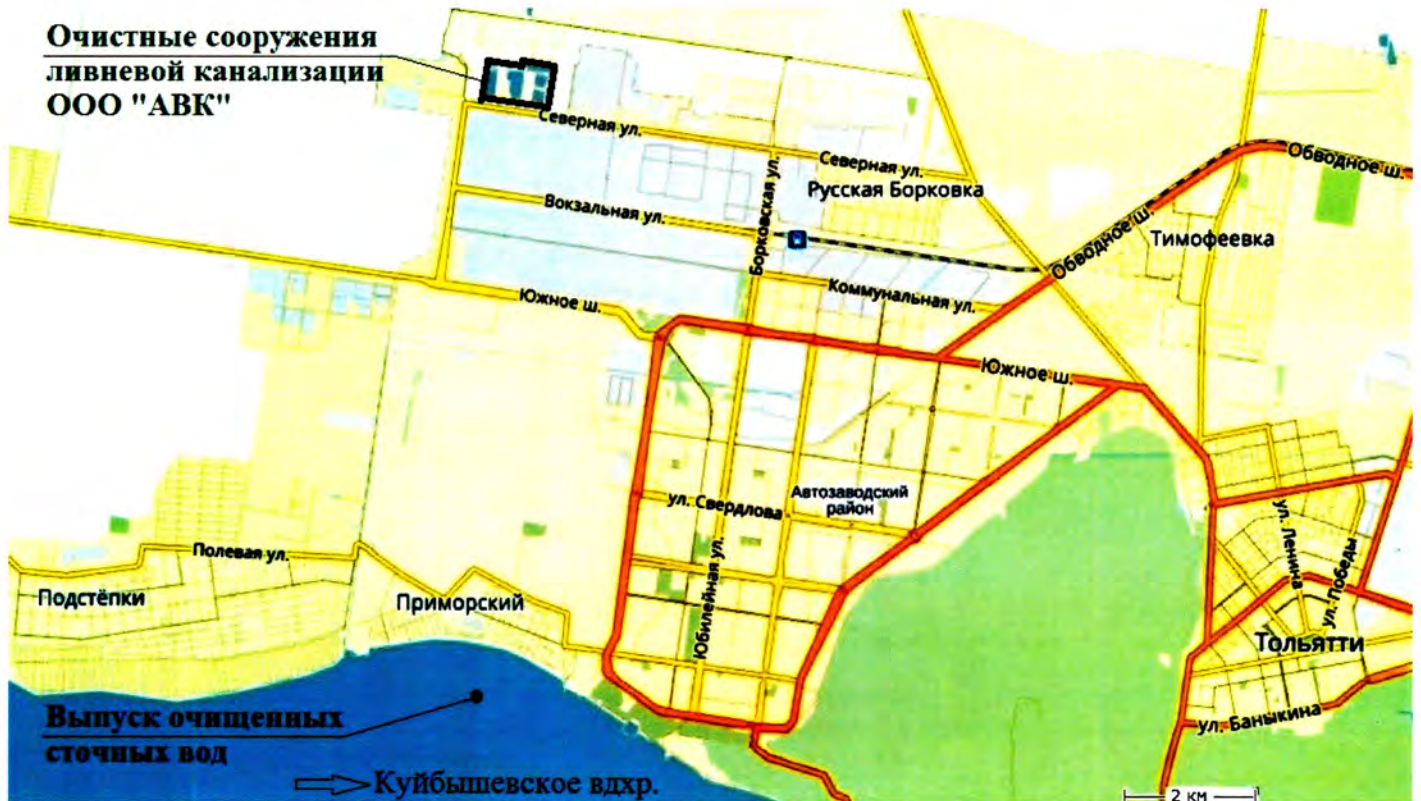 Очистные сооружения
ливневой канализации
ООО "АВК"
Северная ул.
Северная ул.
Русская Борковка
Обводное ш.
Вокзальная ул.
Борковская ул.
Обводное ш.
Тимофеевка
Южное ш.
Коммунальная ул.
Южное ш.
Автозаводский
район
ул. Свердлова
ул. Ленина
ул. Победы
Полевая ул.
Подстёпки
Приморский
Юбилейная ул.
Тольятти
Выпуск очищенных
сточных вод
ул. Баныкина
Куйбышевское вдхр.
2 км